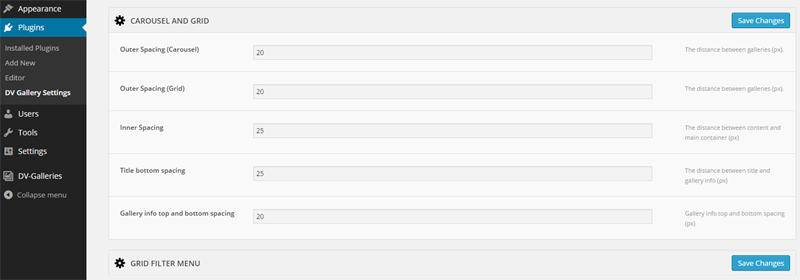 Appearance
Plugins
Installed Plugins
Add New
Editor
DV Gallery Settings
Users
Tools
Settings
DV-Galleries
Collapse menu
CAROUSEL AND GRID
Save Changes
Outer Spacing (Carousel)
20
The distance between galleries (px).
Outer Spacing (Grid)
20
The distance between galleries (px).
Inner Spacing
25
The distance between content and
main container (px)
Title bottom spacing
25
The distance between title and
gallery info (px)
Gallery info top and bottom spacing
20
Gallery info top and bottom spacing
(px)
GRID FILTER MENU
Save Changes